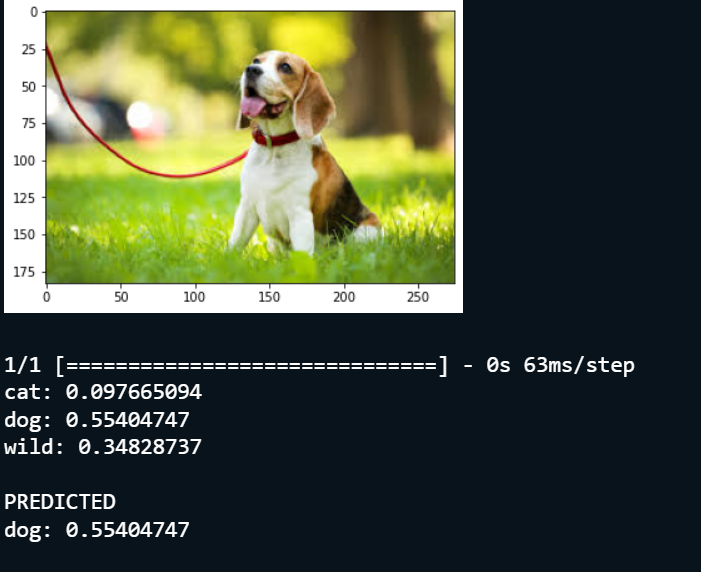 0
25
50
75
100
125
150
175
0 50 100 150 200 250
1/1 [==============================] - 0s 63ms/step
cat: 0.097665094
dog: 0.55404747
wild: 0.34828737
PREDICTED
dog: 0.55404747